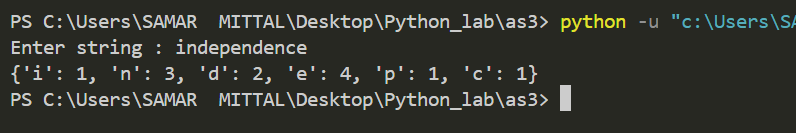 PS C:\Users\SAMAR  MITTAL\Desktop\Python_lab\as3> python -u "c:\Users\SA
Enter string : independence
{'i': 1, 'n': 3, 'd': 2, 'e': 4, 'p': 1, 'c': 1}
PS C:\Users\SAMAR  MITTAL\Desktop\Python_lab\as3>